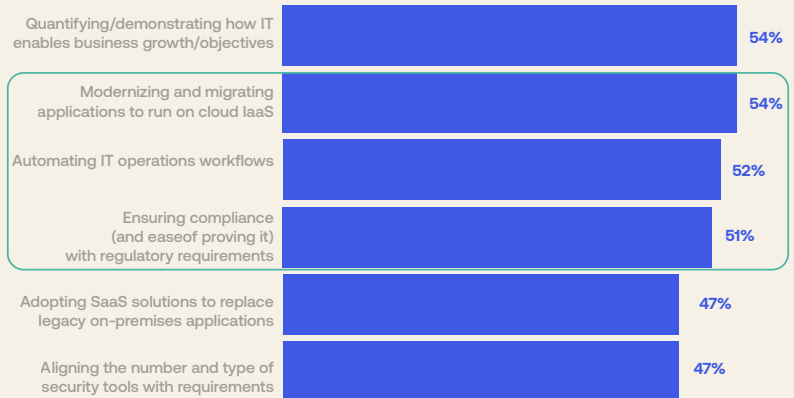 Quantifying/demonstrating how IT
enables business growth/objectives
54%
Modernizing and migrating
applications to run on cloud IaaS
54%
Automating IT operations workflows
52%
Ensuring compliance
(and easeof proving it)
with regulatory requirements
51%
Adopting SaaS solutions to replace
legacy on-premises applications
47%
Aligning the number and type of
security tools with requirements
47%